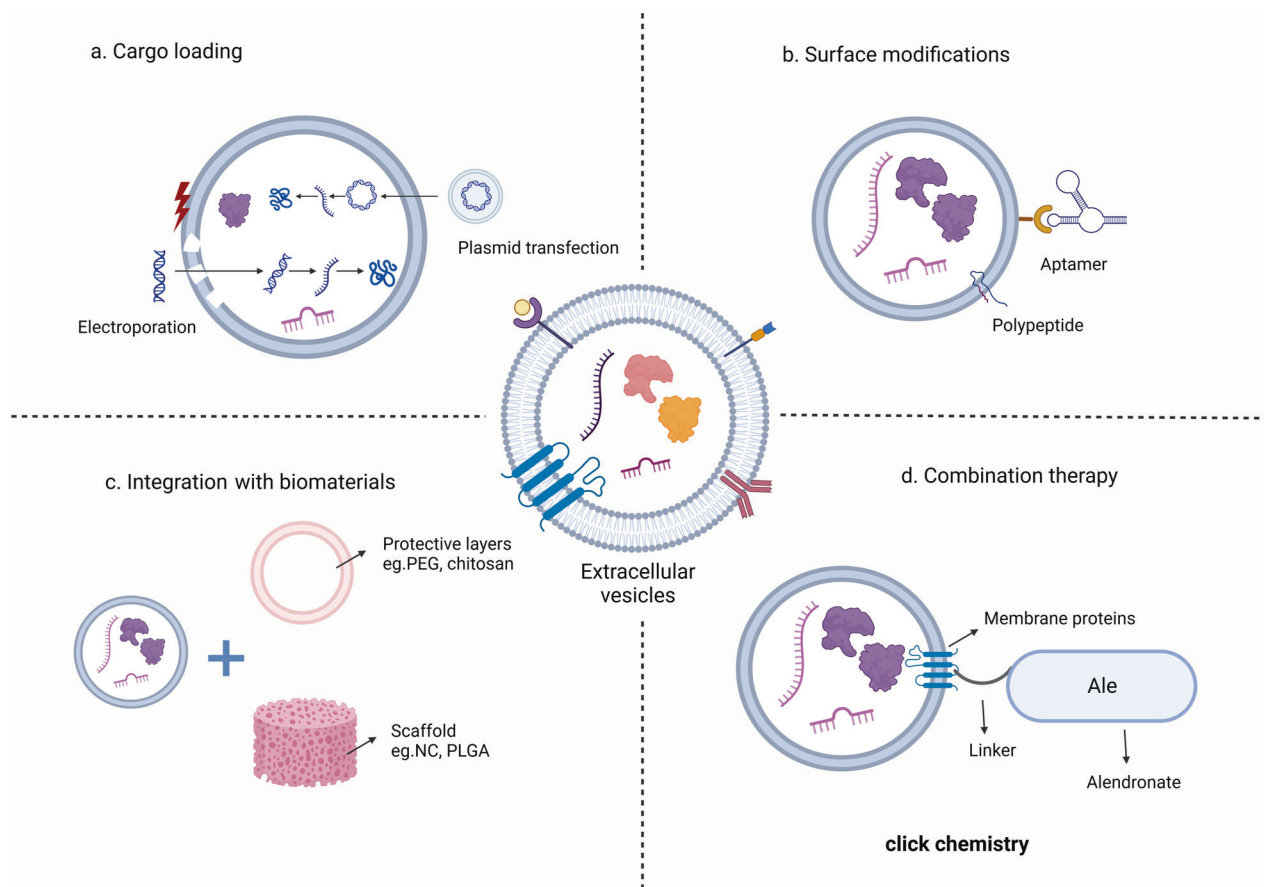 a. Cargo loading
Plasmid transfection
Electroporation
b. Surface modifications
Aptamer
Polypeptide
Extracellular
vesicles
c. Integration with biomaterials
Protective layers
eg.PEG, chitosan
Scaffold
eg.NC, PLGA
d. Combination therapy
Membrane proteins
Ale
Linker
Alendronate
click chemistry